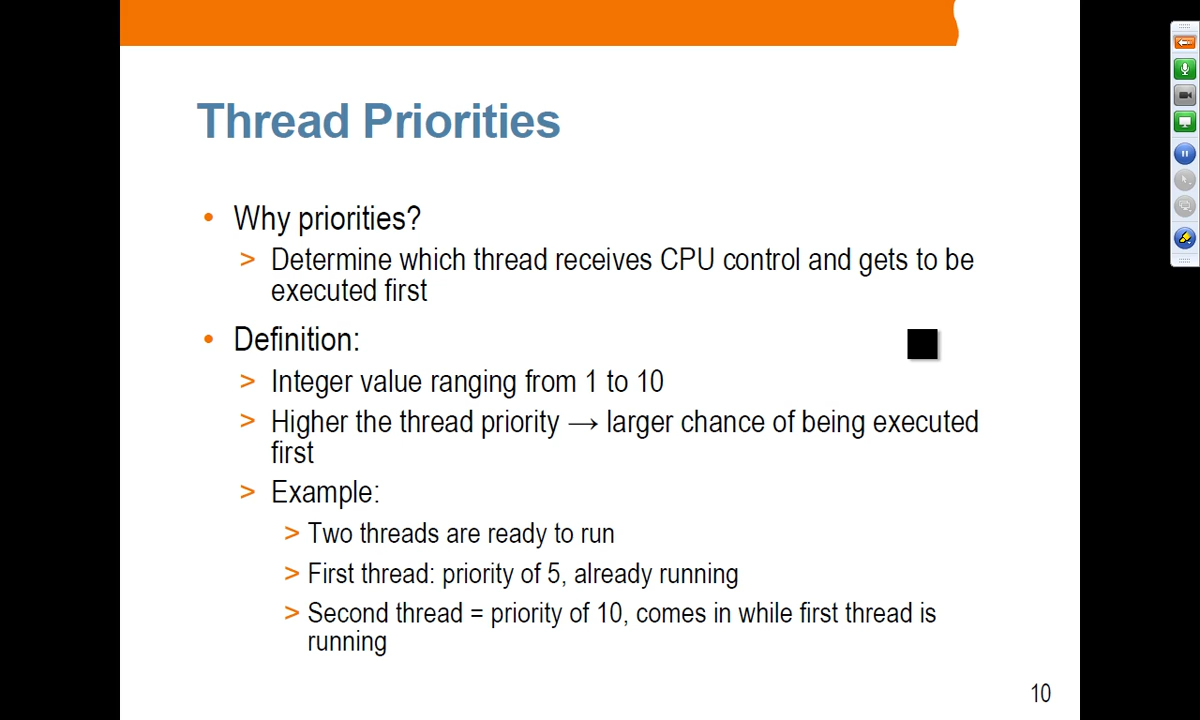 Thread Priorities
• Why priorities?
> Determine which thread receives CPU control and gets to be
executed first
• Definition:
> Integer value ranging from 1 to 10
> Higher the thread priority → larger chance of being executed
first
> Example:
> Two threads are ready to run
> First thread: priority of 5, already running
> Second thread = priority of 10, comes in while first thread is
running
10